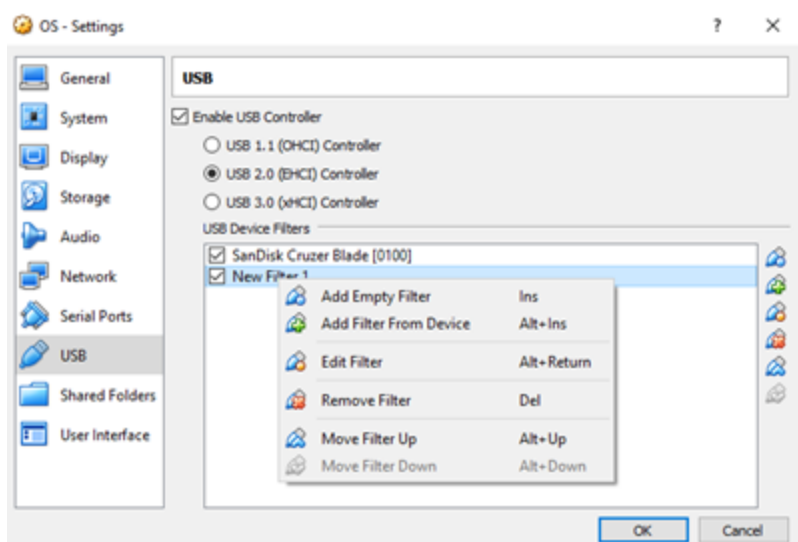 OS - Settings
?
General
System
Display
Storage
Audio
Network
Serial Ports
USB
Shared Folders
User Interface
USB
Enable USB Controller
USB 1.1 (OHCI) Controller
USB 2.0 (EHCI) Controller
USB 3.0 (xHCI) Controller
USB Device Filters
SanDisk Cruzer Blade [0100]
New Filter 1
Add Empty Filter Ins
Add Filter From Device Alt+Ins
Edit Filter Alt+Return
Remove Filter Del
Move Filter Up Alt+Up
Move Filter Down Alt+Down
OK Cancel